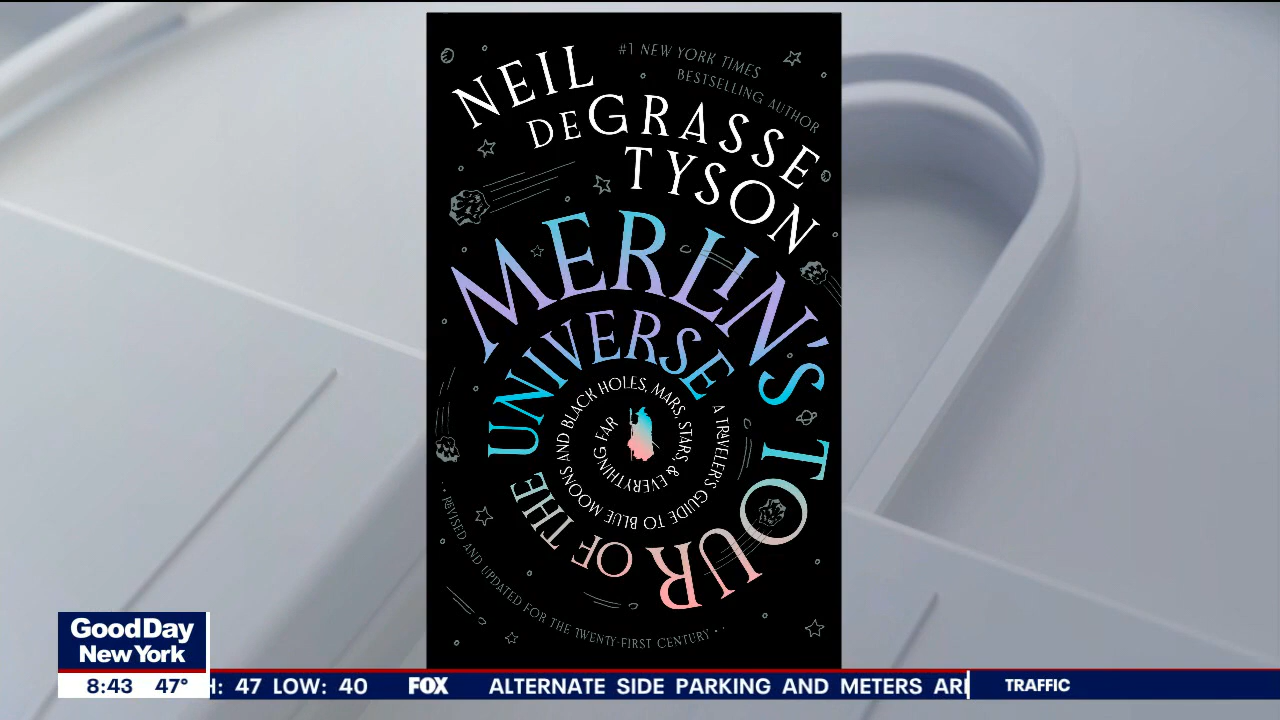 #1 NEW YORK TIMES
BESTSELLING AUTHOR
NEIL
DEGRASSE
TYSON
MERLIN'S TOUR OF THE UNIVERSE
A TRAVELER'S GUIDE TO BLUE MOONS AND BLACK HOLES, MARS, STARS, & EVERYTHING FAR
• • REVISED AND UPDATED FOR THE TWENTY-FIRST CENTURY • •
GoodDay
New York
8:43 47°
H: 47 LOW: 40 FOX ALTERNATE SIDE PARKING AND METERS TRAFFIC